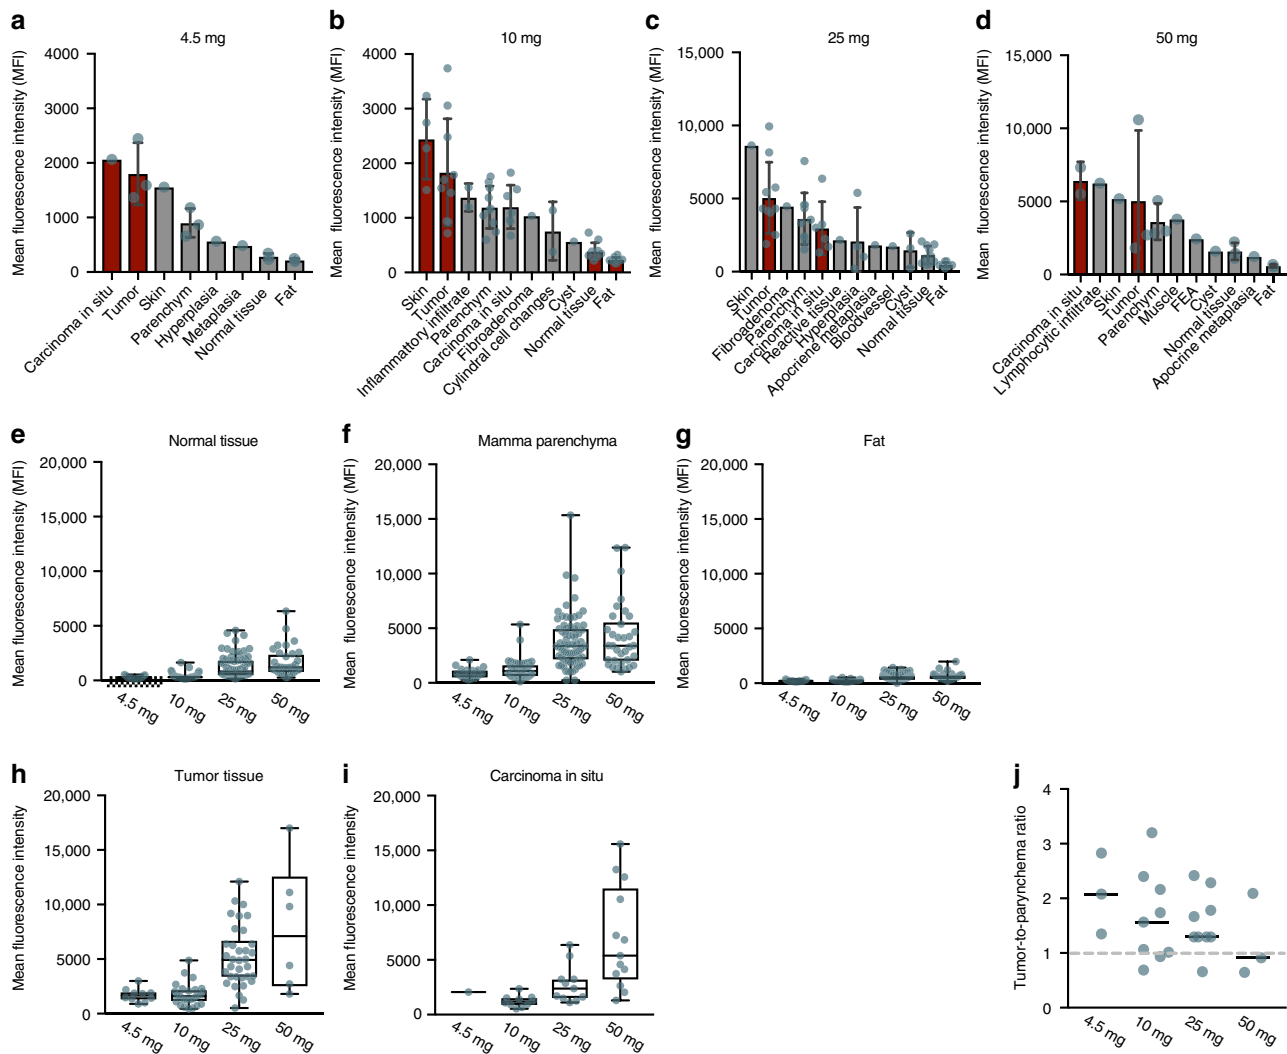 a
4.5 mg
Mean fluorescence intensity (MFI)
4000
3000
2000
1000
0
Carcinoma in situ
Tumor
Skin
Parenchym
Hyperplasia
Metaplasia
Normal tissue
Fat
b
10 mg
Mean fluorescence intensity (MFI)
4000
3000
2000
1000
0
Skin
Tumor
Inflammattory infiltrate
Parenchym
Carcinoma in situ
Fibroadenoma
Cylindral cell changes
Cyst
Normal tissue
Fat
c
25 mg
Mean fluorescence intensity (MFI)
15,000
10,000
5000
0
Skin
Tumor
Fibroadenoma
Parenchym
Carcinoma in situ
Reactive tissue
Hyperplasia
Apocriene metaplasia
Bloodvessel
Cyst
Normal tissue
Fat
d
50 mg
Mean fluorescence intensity (MFI)
15,000
10,000
5000
0
Carcinoma in situ
Lymphocytic infiltrate
Skin
Tumor
Parenchym
Muscle
FEA
Cyst
Normal tissue
Apocrine metaplasia
Fat
e
Normal tissue
Mean fluorescence intensity (MFI)
20,000
15,000
10,000
5000
0
4.5 mg
10 mg
25 mg
50 mg
f
Mamma parenchyma
Mean fluorescence intensity (MFI)
20,000
15,000
10,000
5000
0
4.5 mg
10 mg
25 mg
50 mg
g
Fat
Mean fluorescence intensity (MFI)
20,000
15,000
10,000
5000
0
4.5 mg
10 mg
25 mg
50 mg
h
Tumor tissue
Mean fluorescence intensity
20,000
15,000
10,000
5000
0
4.5 mg
10 mg
25 mg
50 mg
i
Carcinoma in situ
Mean fluorescence intensity
20,000
15,000
10,000
5000
0
4.5 mg
10 mg
25 mg
50 mg
j
Tumor-to-parynchema ratio
4
3
2
1
0
4.5 mg
10 mg
25 mg
50 mg